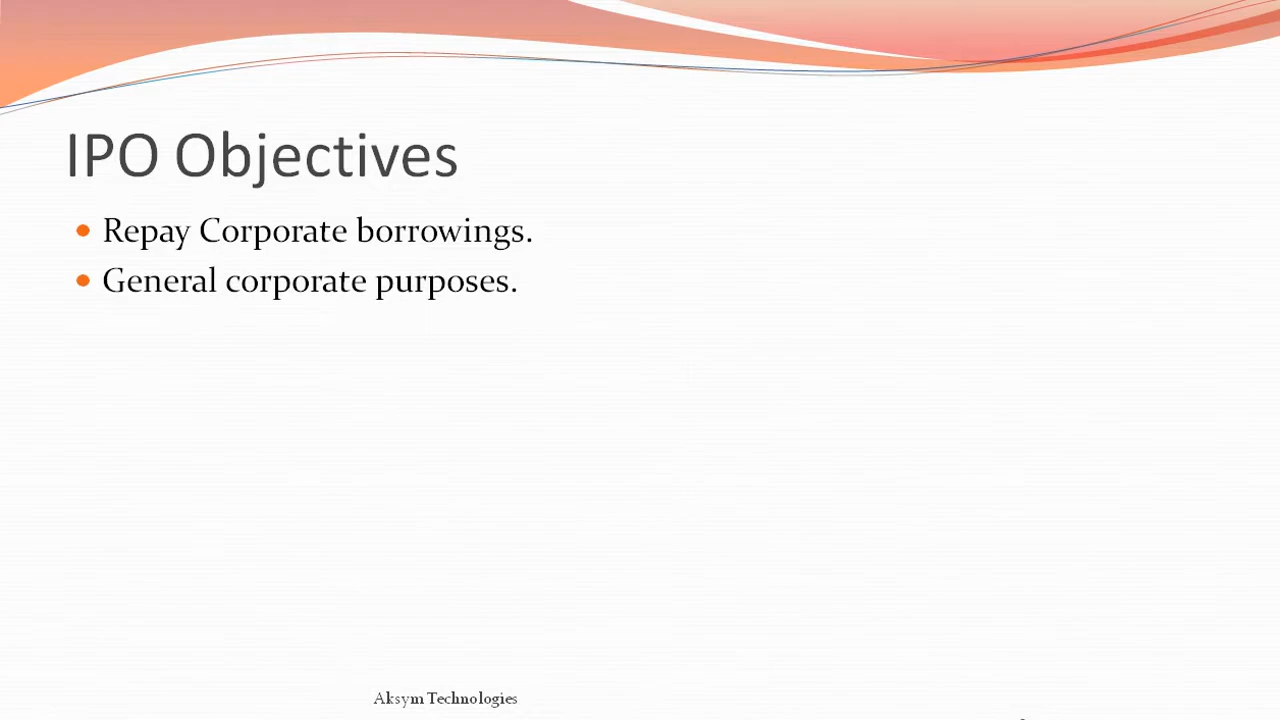 IPO Objectives
Repay Corporate borrowings.
General corporate purposes.
Aksym Technologies